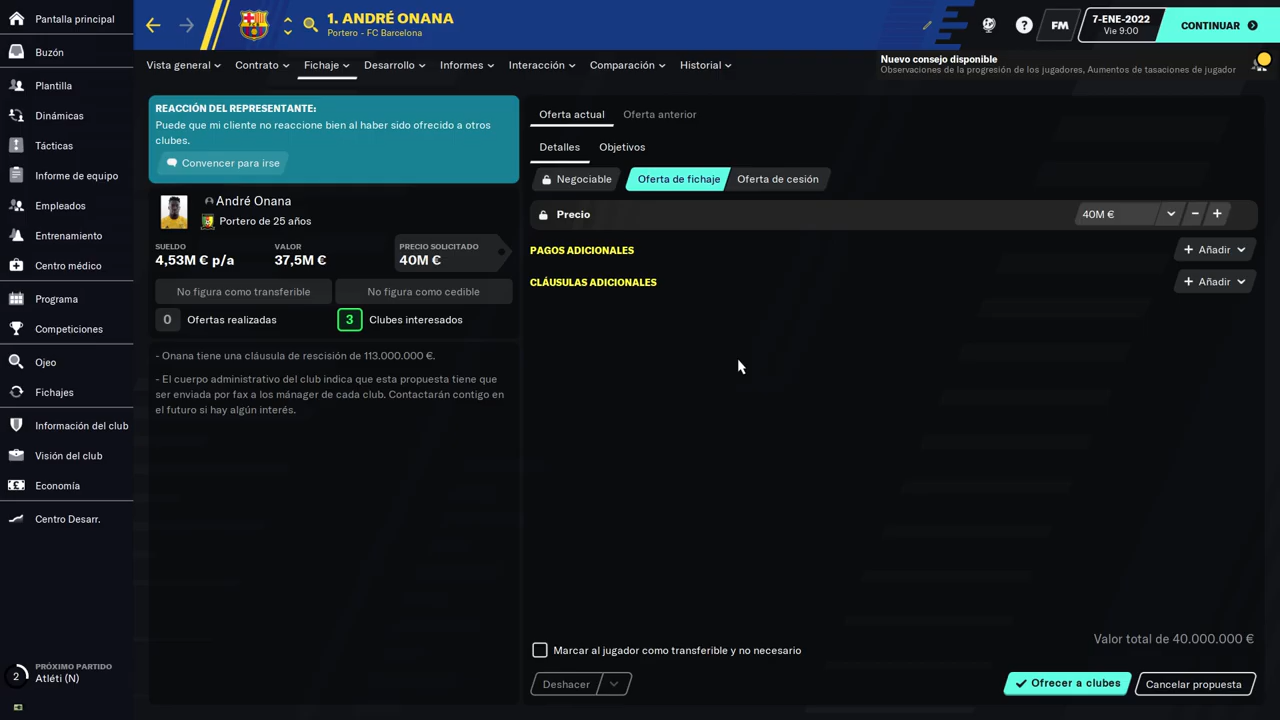 Pantalla principal
Buzón
Plantilla
Dinámicas
Tácticas
Informe de equipo
Empleados
Entrenamiento
Centro médico
Programa
Competiciones
Ojeo
Fichajes
Información del club
Visión del club
Economía
Centro Desarr.
2
PRÓXIMO PARTIDO
Atléti (N)
1. ANDRÉ ONANA
Portero - FC Barcelona
FM
7-ENE-2022
Vie 9:00
CONTINUAR
Vista general
Contrato
Fichaje
Desarrollo
Informes
Interacción
Comparación
Historial
Nuevo consejo disponible
Observaciones de la progresión de los jugadores, Aumentos de tasaciones de jugador
REACCIÓN DEL REPRESENTANTE:
Puede que mi cliente no reaccione bien al haber sido ofrecido a otros
clubes.
Convencer para irse
André Onana
Portero de 25 años
SUELDO
4,53M € p/a
VALOR
37,5M €
PRECIO SOLICITADO
40M €
No figura como transferible
No figura como cedible
0 Ofertas realizadas
3 Clubes interesados
- Onana tiene una cláusula de rescisión de 113.000.000 €.
- El cuerpo administrativo del club indica que esta propuesta tiene que
ser enviada por fax a los mánager de cada club. Contactarán contigo en
el futuro si hay algún interés.
Oferta actual
Oferta anterior
Detalles
Objetivos
Negociable
Oferta de fichaje
Oferta de cesión
Precio
40M €
PAGOS ADICIONALES
Añadir
CLÁUSULAS ADICIONALES
Añadir
Marcar al jugador como transferible y no necesario
Valor total de 40.000.000 €
Deshacer
Ofrecer a clubes
Cancelar propuesta